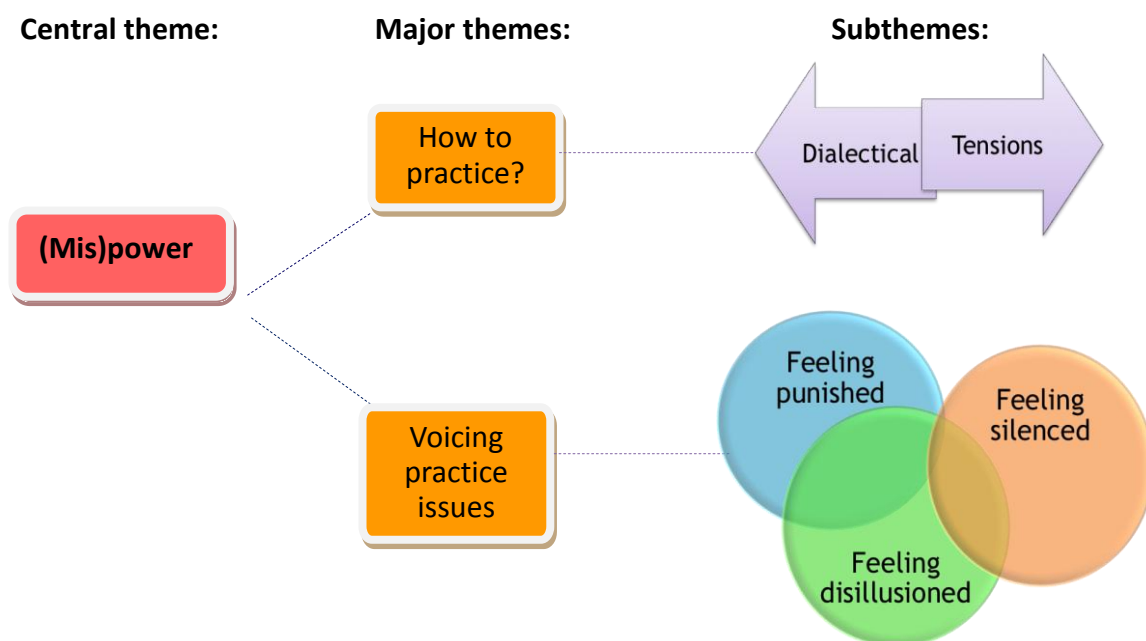 Central theme:
Major themes:
Subthemes:
(Mis)power
How to
practice?
Dialectical
Tensions
Voicing
practice
issues
Feeling
punished
Feeling
silenced
Feeling
disillusioned